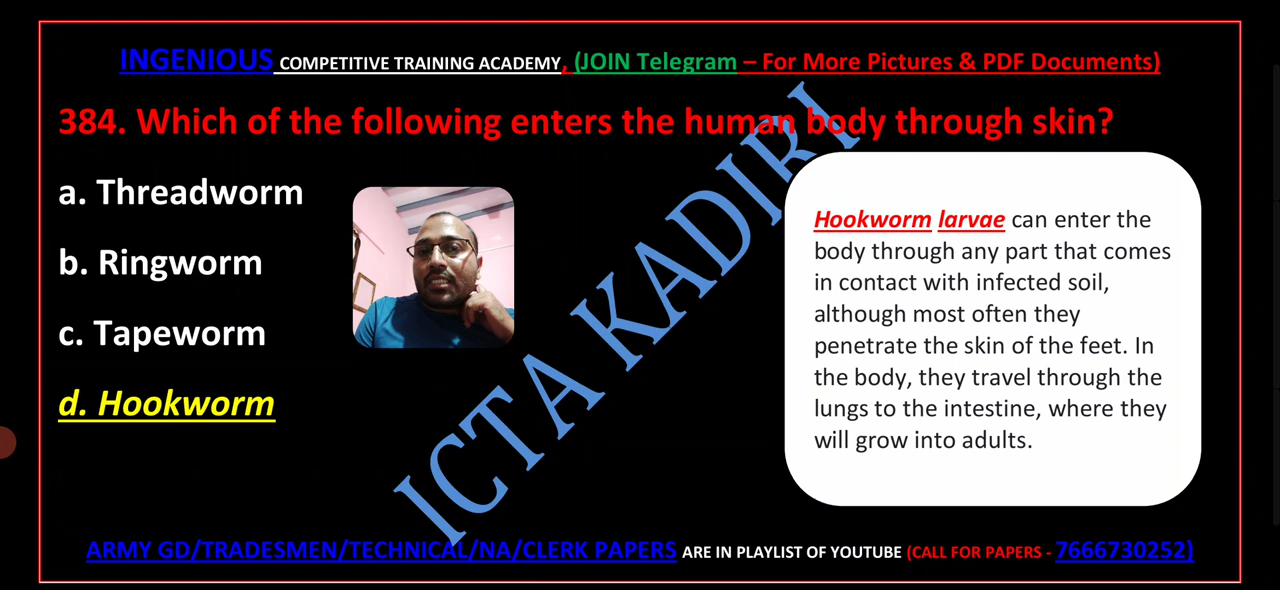 INGENIOUS COMPETITIVE TRAINING ACADEMY, (JOIN Telegram – For More Pictures & PDF Documents)
384. Which of the following enters the human body through skin?
a. Threadworm
b. Ringworm
c. Tapeworm
d. Hookworm
Hookworm larvae can enter the
body through any part that comes
in contact with infected soil,
although most often they
penetrate the skin of the feet. In
the body, they travel through the
lungs to the intestine, where they
will grow into adults.
ICTA KADIRI
ARMY GD/TRADESMEN/TECHNICAL/NA/CLERK PAPERS ARE IN PLAYLIST OF YOUTUBE (CALL FOR PAPERS - 7666730252)